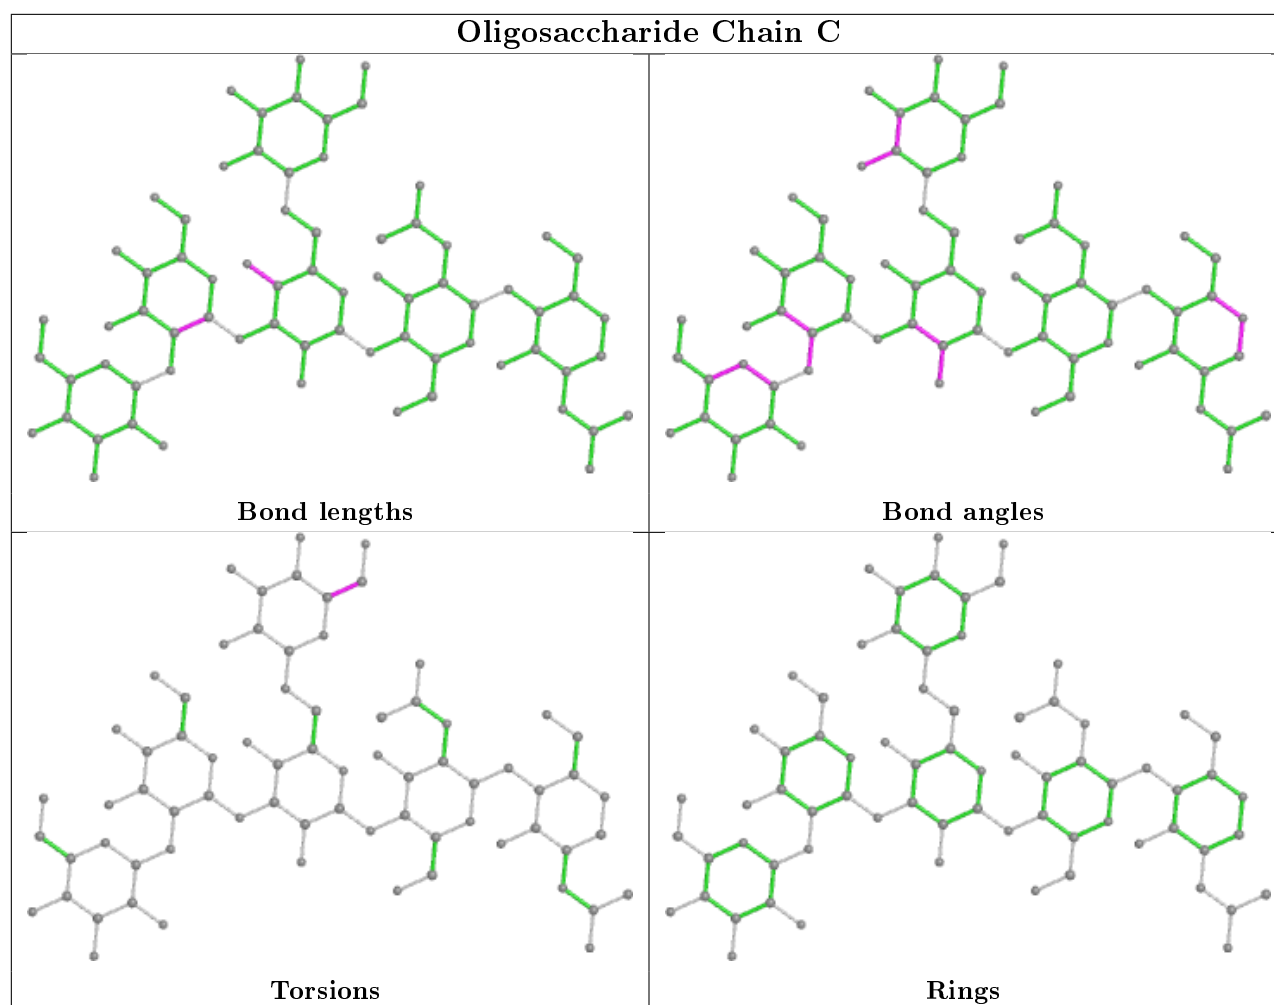 Oligosaccharide Chain C
Bond lengths
Bond angles
Torsions
Rings